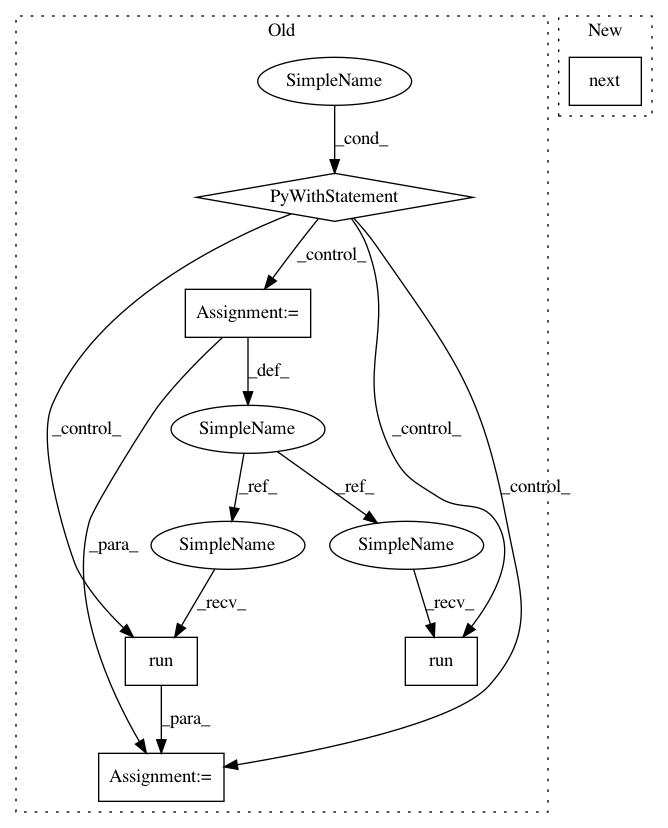 Old
New
SimpleName
next
_cond_
PyWithStatement
_control_
Assignment:=
_def_
_control_
_control_
SimpleName
_control_
_ref_
_ref_
_para_
SimpleName
SimpleName
_recv_
_recv_
run
run
_para_
Assignment:=